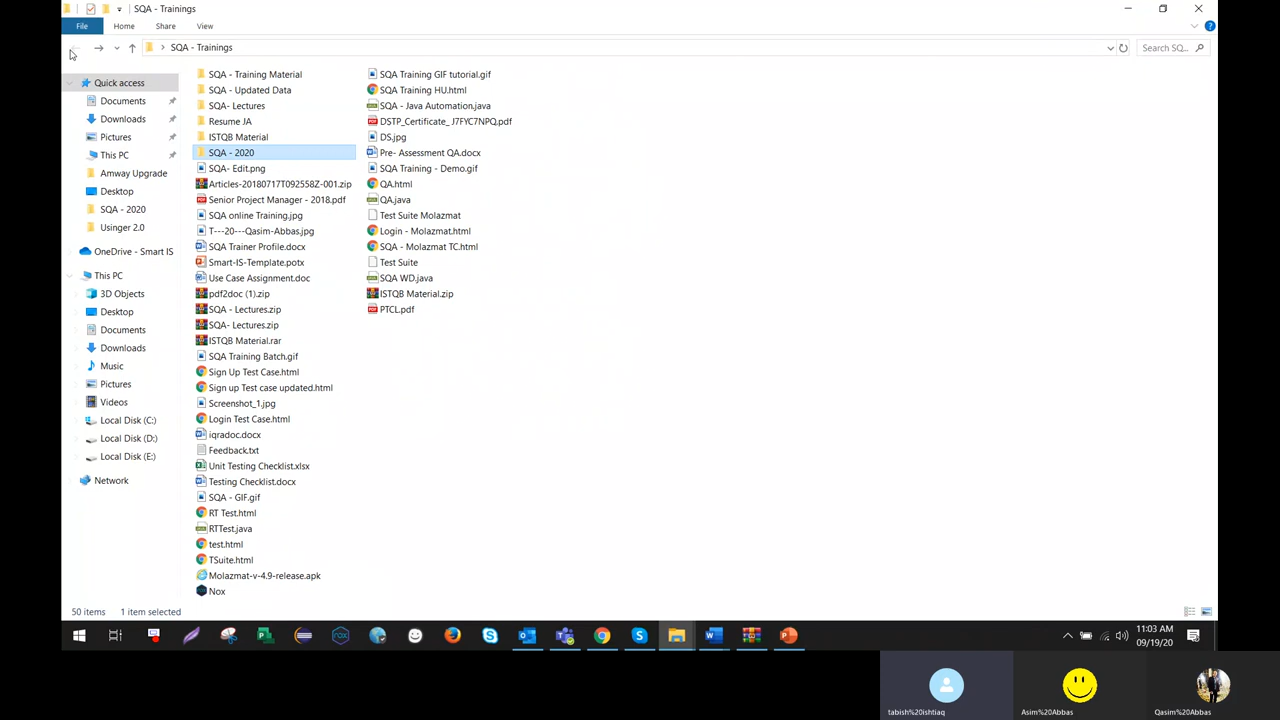 SQA - Trainings
File Home Share View
SQA - Trainings
Search SQ...
Quick access
Documents
Downloads
Pictures
This PC
Amway Upgrade
Desktop
SQA - 2020
Usinger 2.0
OneDrive - Smart IS
This PC
3D Objects
Desktop
Documents
Downloads
Music
Pictures
Videos
Local Disk (C:)
Local Disk (D:)
Local Disk (E:)
Network
SQA - Training Material
SQA - Updated Data
SQA- Lectures
Resume JA
ISTQB Material
SQA - 2020
SQA- Edit.png
Articles-20180717T092558Z-001.zip
Senior Project Manager - 2018.pdf
SQA online Training.jpg
T---20---Qasim-Abbas.jpg
SQA Trainer Profile.docx
Smart-IS-Template.potx
Use Case Assignment.doc
pdf2doc (1).zip
SQA - Lectures.zip
SQA- Lectures.zip
ISTQB Material.rar
SQA Training Batch.gif
Sign Up Test Case.html
Sign up Test case updated.html
Screenshot_1.jpg
Login Test Case.html
iqradoc.docx
Feedback.txt
Unit Testing Checklist.xlsx
Testing Checklist.docx
SQA - GIF.gif
RT Test.html
RTTest.java
test.html
TSuite.html
Molazmat-v-4.9-release.apk
Nox
SQA Training GIF tutorial.gif
SQA Training HU.html
SQA - Java Automation.java
DSTP_Certificate_ J7FYC7NPQ.pdf
DS.jpg
Pre- Assessment QA.docx
SQA Training - Demo.gif
QA.html
QA.java
Test Suite Molazmat
Login - Molazmat.html
SQA - Molazmat TC.html
Test Suite
SQA WD.java
ISTQB Material.zip
PTCL.pdf
50 items 1 item selected
11:03 AM
09/19/20
tabish%20ishtiaq
Asim%20Abbas
Qasim%20Abbas